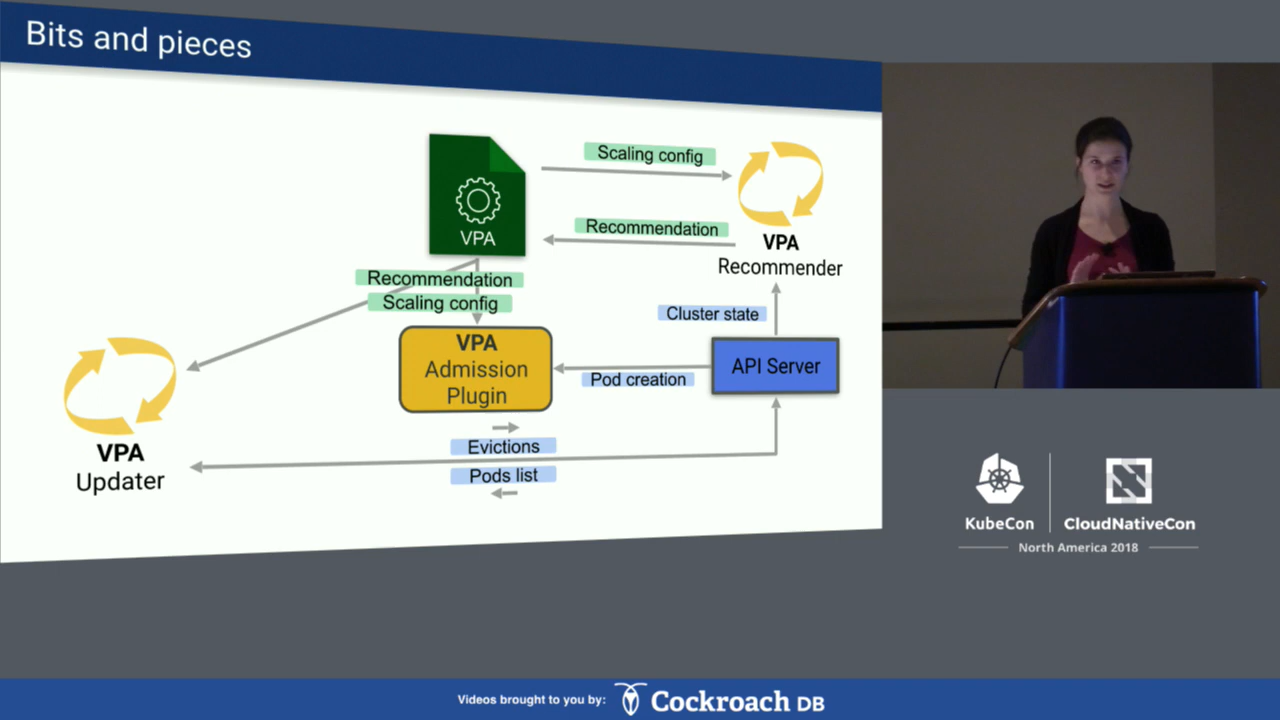 Bits and pieces
VPA
Scaling config
Recommendation
VPA
Recommender
Recommendation
Scaling config
Cluster state
VPA
Admission
Plugin
Pod creation
API Server
VPA
Updater
Evictions
Pods list
KubeCon
CloudNativeCon
North America 2018
Videos brought to you by:
Cockroach DB